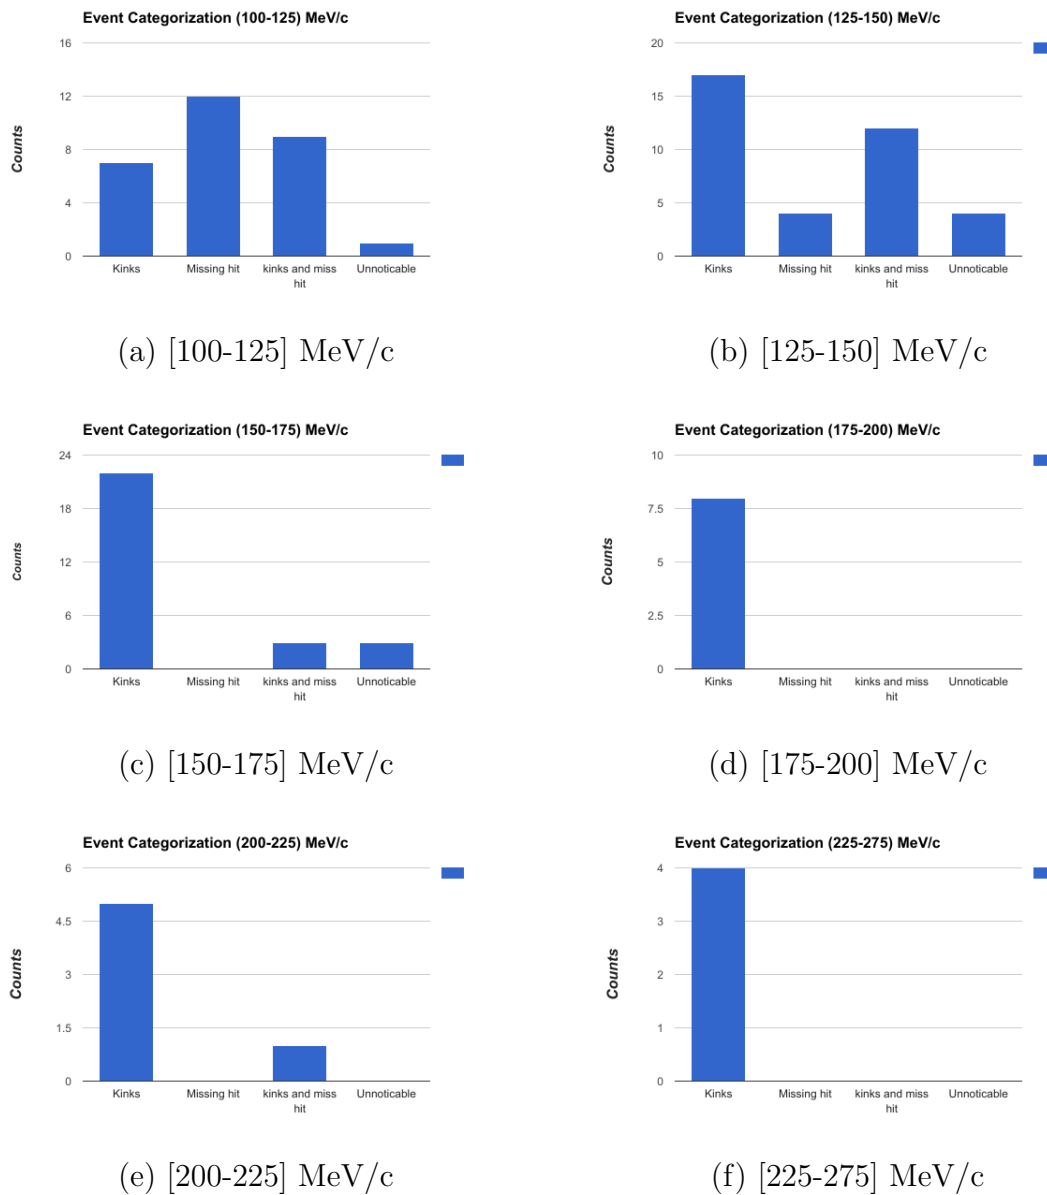 Event Categorization (100-125) MeV/c
16
12
8
4
0
Counts
Kinks
Missing hit
kinks and miss
hit
Unnoticable
(a) [100-125] MeV/c
Event Categorization (125-150) MeV/c
20
15
10
5
0
Counts
Kinks
Missing hit
kinks and miss
hit
Unnoticable
(b) [125-150] MeV/c
Event Categorization (150-175) MeV/c
24
18
12
6
0
Counts
Kinks
Missing hit
kinks and miss
hit
Unnoticable
(c) [150-175] MeV/c
Event Categorization (175-200) MeV/c
10
7.5
5
2.5
0
Counts
Kinks
Missing hit
kinks and miss
hit
Unnoticable
(d) [175-200] MeV/c
Event Categorization (200-225) MeV/c
6
4.5
3
1.5
0
Counts
Kinks
Missing hit
kinks and miss
hit
Unnoticable
(e) [200-225] MeV/c
Event Categorization (225-275) MeV/c
4
3
2
1
0
Counts
Kinks
Missing hit
kinks and miss
hit
Unnoticable
(f) [225-275] MeV/c